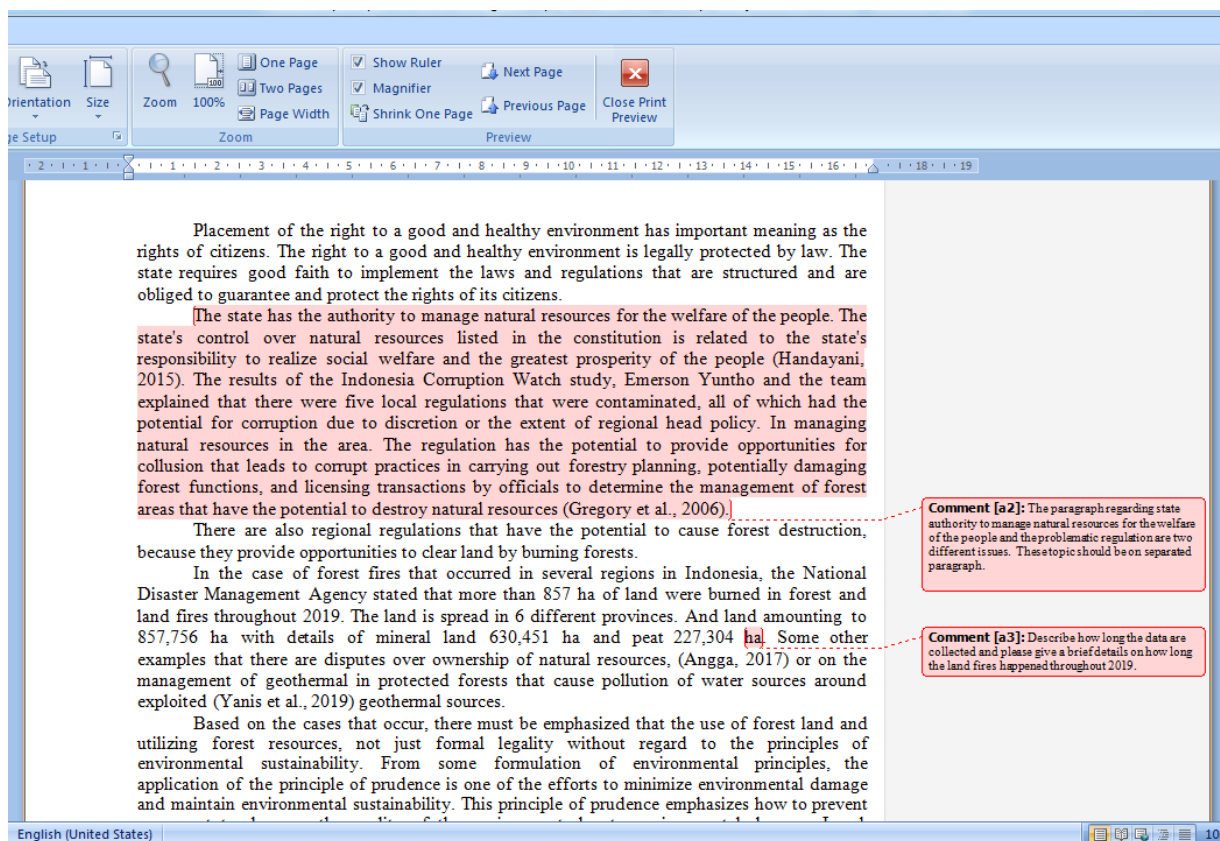 Orientation
Size
Zoom
100%
100
One Page
Two Pages
Page Width
Show Ruler
Magnifier
Shrink One Page
Next Page
Previous Page
Close Print
Preview
ge Setup
Zoom
Preview
2 1 1 2 3 4 5 6 7 8 9 10 11 12 13 14 15 16 18 19
Placement of the right to a good and healthy environment has important meaning as the
rights of citizens. The right to a good and healthy environment is legally protected by law. The
state requires good faith to implement the laws and regulations that are structured and are
obliged to guarantee and protect the rights of its citizens.
The state has the authority to manage natural resources for the welfare of the people. The
state's control over natural resources listed in the constitution is related to the state's
responsibility to realize social welfare and the greatest prosperity of the people (Handayani,
2015). The results of the Indonesia Corruption Watch study, Emerson Yuntho and the team
explained that there were five local regulations that were contaminated, all of which had the
potential for corruption due to discretion or the extent of regional head policy. In managing
natural resources in the area. The regulation has the potential to provide opportunities for
collusion that leads to corrupt practices in carrying out forestry planning, potentially damaging
forest functions, and licensing transactions by officials to determine the management of forest
areas that have the potential to destroy natural resources (Gregory et al., 2006).
There are also regional regulations that have the potential to cause forest destruction,
because they provide opportunities to clear land by burning forests.
In the case of forest fires that occurred in several regions in Indonesia, the National
Disaster Management Agency stated that more than 857 ha of land were burned in forest and
land fires throughout 2019. The land is spread in 6 different provinces. And land amounting to
857,756 ha with details of mineral land 630,451 ha and peat 227,304 ha. Some other
examples that there are disputes over ownership of natural resources, (Angga, 2017) or on the
management of geothermal in protected forests that cause pollution of water sources around
exploited (Yanis et al., 2019) geothermal sources.
Based on the cases that occur, there must be emphasized that the use of forest land and
utilizing forest resources, not just formal legality without regard to the principles of
environmental sustainability. From some formulation of environmental principles, the
application of the principle of prudence is one of the efforts to minimize environmental damage
and maintain environmental sustainability. This principle of prudence emphasizes how to prevent
Comment [a2]: The paragraph regarding state
authority to manage natural resources for the welfare
of the people and the problematic regulation are two
different issues. These topic should be on separated
paragraph.
Comment [a3]: Describe how long the data are
collected and please give a brief details on how long
the land fires happened throughout 2019.
English (United States)
10